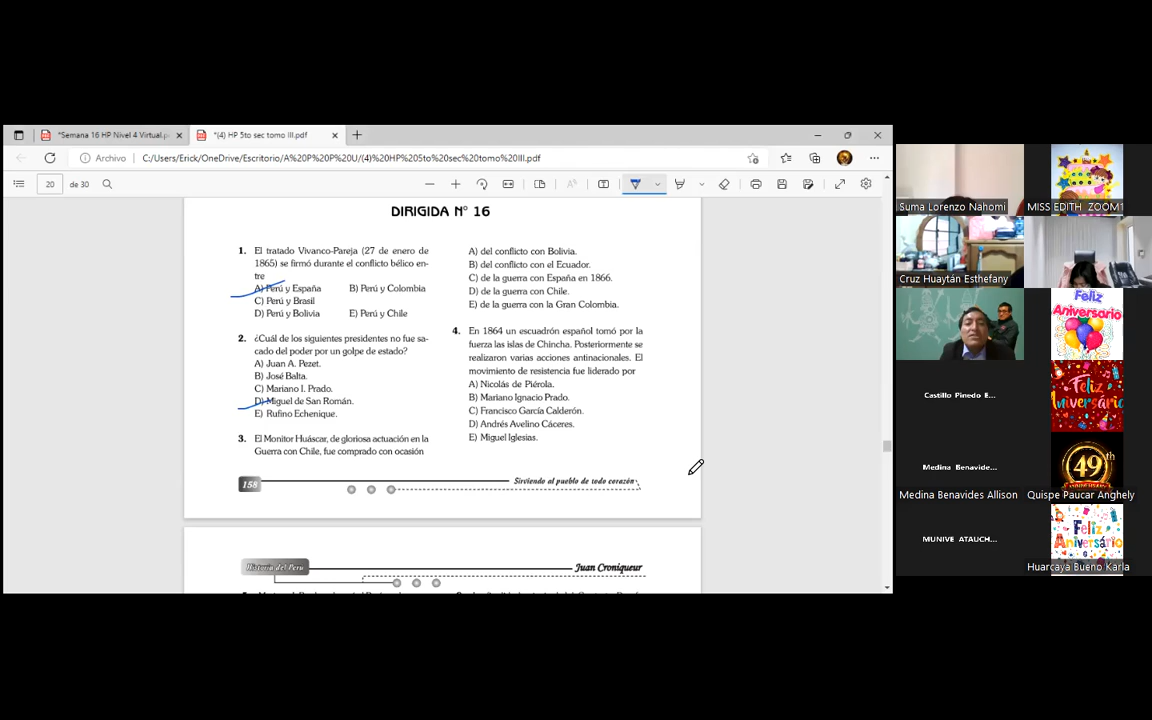 *Semana 16 HP Nivel 4 Virtual.p
*(4) HP 5to sec tomo III.pdf
Archivo
C:/Users/Erick/OneDrive/Escritorio/A%20P%20P%20U/(4)%20HP%205to%20sec%20tomo%20III.pdf
20
de 30
DIRIGIDA N° 16
1. El tratado Vivanco-Pareja (27 de enero de
1865) se firmó durante el conflicto bélico en-
tre
A) Perú y España B) Perú y Colombia
C) Perú y Brasil
D) Perú y Bolivia E) Perú y Chile
2. ¿Cuál de los siguientes presidentes no fue sa-
cado del poder por un golpe de estado?
A) Juan A. Pezet.
B) José Balta.
C) Mariano I. Prado.
D) Miguel de San Román.
E) Rufino Echenique.
3. El Monitor Huáscar, de gloriosa actuación en la
Guerra con Chile, fue comprado con ocasión
A) del conflicto con Bolivia.
B) del conflicto con el Ecuador.
C) de la guerra con España en 1866.
D) de la guerra con Chile.
E) de la guerra con la Gran Colombia.
4. En 1864 un escuadrón español tomó por la
fuerza las islas de Chincha. Posteriormente se
realizaron varias acciones antinacionales. El
movimiento de resistencia fue liderado por
A) Nicolás de Piérola.
B) Mariano Ignacio Prado.
C) Francisco García Calderón.
D) Andrés Avelino Cáceres.
E) Miguel Iglesias.
158
Sirviendo al pueblo de todo corazón
Historia del Perú
Juan Croniqueur
Suma Lorenzo Nahomi
MISS EDITH ZOOM1
Cruz Huaytán Esthefany
Feliz
Aniversario
Castillo Pinedo E...
Feliz
Aniversario
Medina Benavide...
Medina Benavides Allison
49th
ANNIVERSARY
Quispe Paucar Anghely
MUNIVE ATAUCH...
Feliz
Aniversário
Huarcaya Bueno Karla